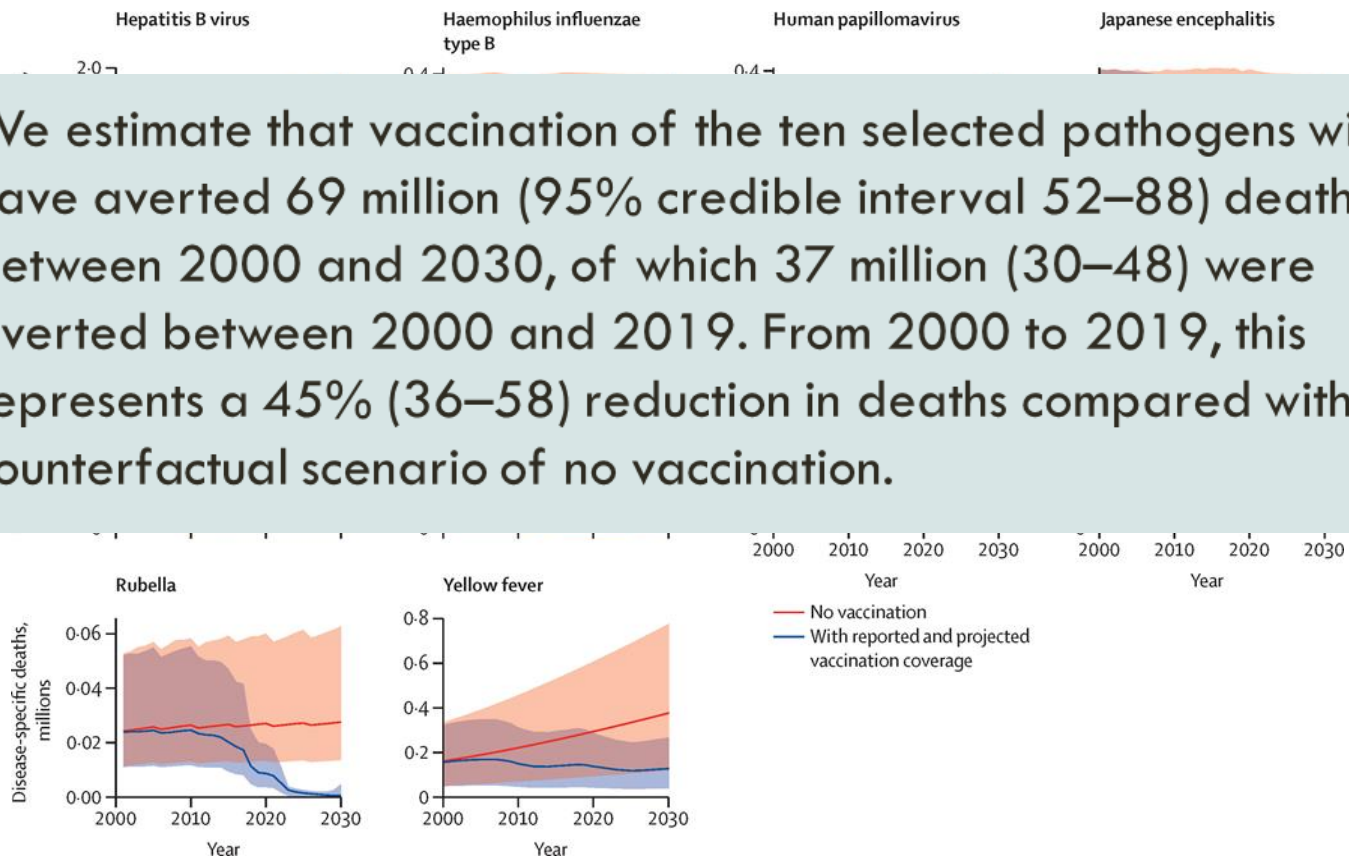 Hepatitis B virus
Haemophilus influenzae
type B
Human papillomavirus
Japanese encephalitis
2·0
0·4
0·4
Ve estimate that vaccination of the ten selected pathogens wi
ave averted 69 million (95% credible interval 52–88) death
etween 2000 and 2030, of which 37 million (30–48) were
verted between 2000 and 2019. From 2000 to 2019, this
epresents a 45% (36–58) reduction in deaths compared with
ounterfactual scenario of no vaccination.
2000 2010 2020 2030
Year
2000 2010 2020 2030
Year
Rubella
Disease-specific deaths,
millions
0·06
0·04
0·02
0·00
2000 2010 2020 2030
Year
Yellow fever
0·8
0·6
0·4
0·2
0
2000 2010 2020 2030
Year
No vaccination
With reported and projected
vaccination coverage